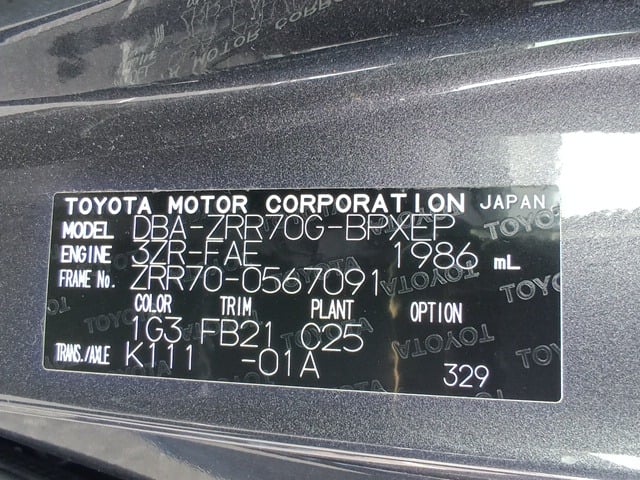 TOYOTA MOTOR CORPORATION JAPAN
MODEL DBA-ZRR70G-BPXEP
ENGINE 3ZR-FAE 1986 mL
FRAME No. ZRR70-0567091
COLOR TRIM PLANT OPTION
1G3 FB21 C25
TRANS./AXLE K111 -01A
329